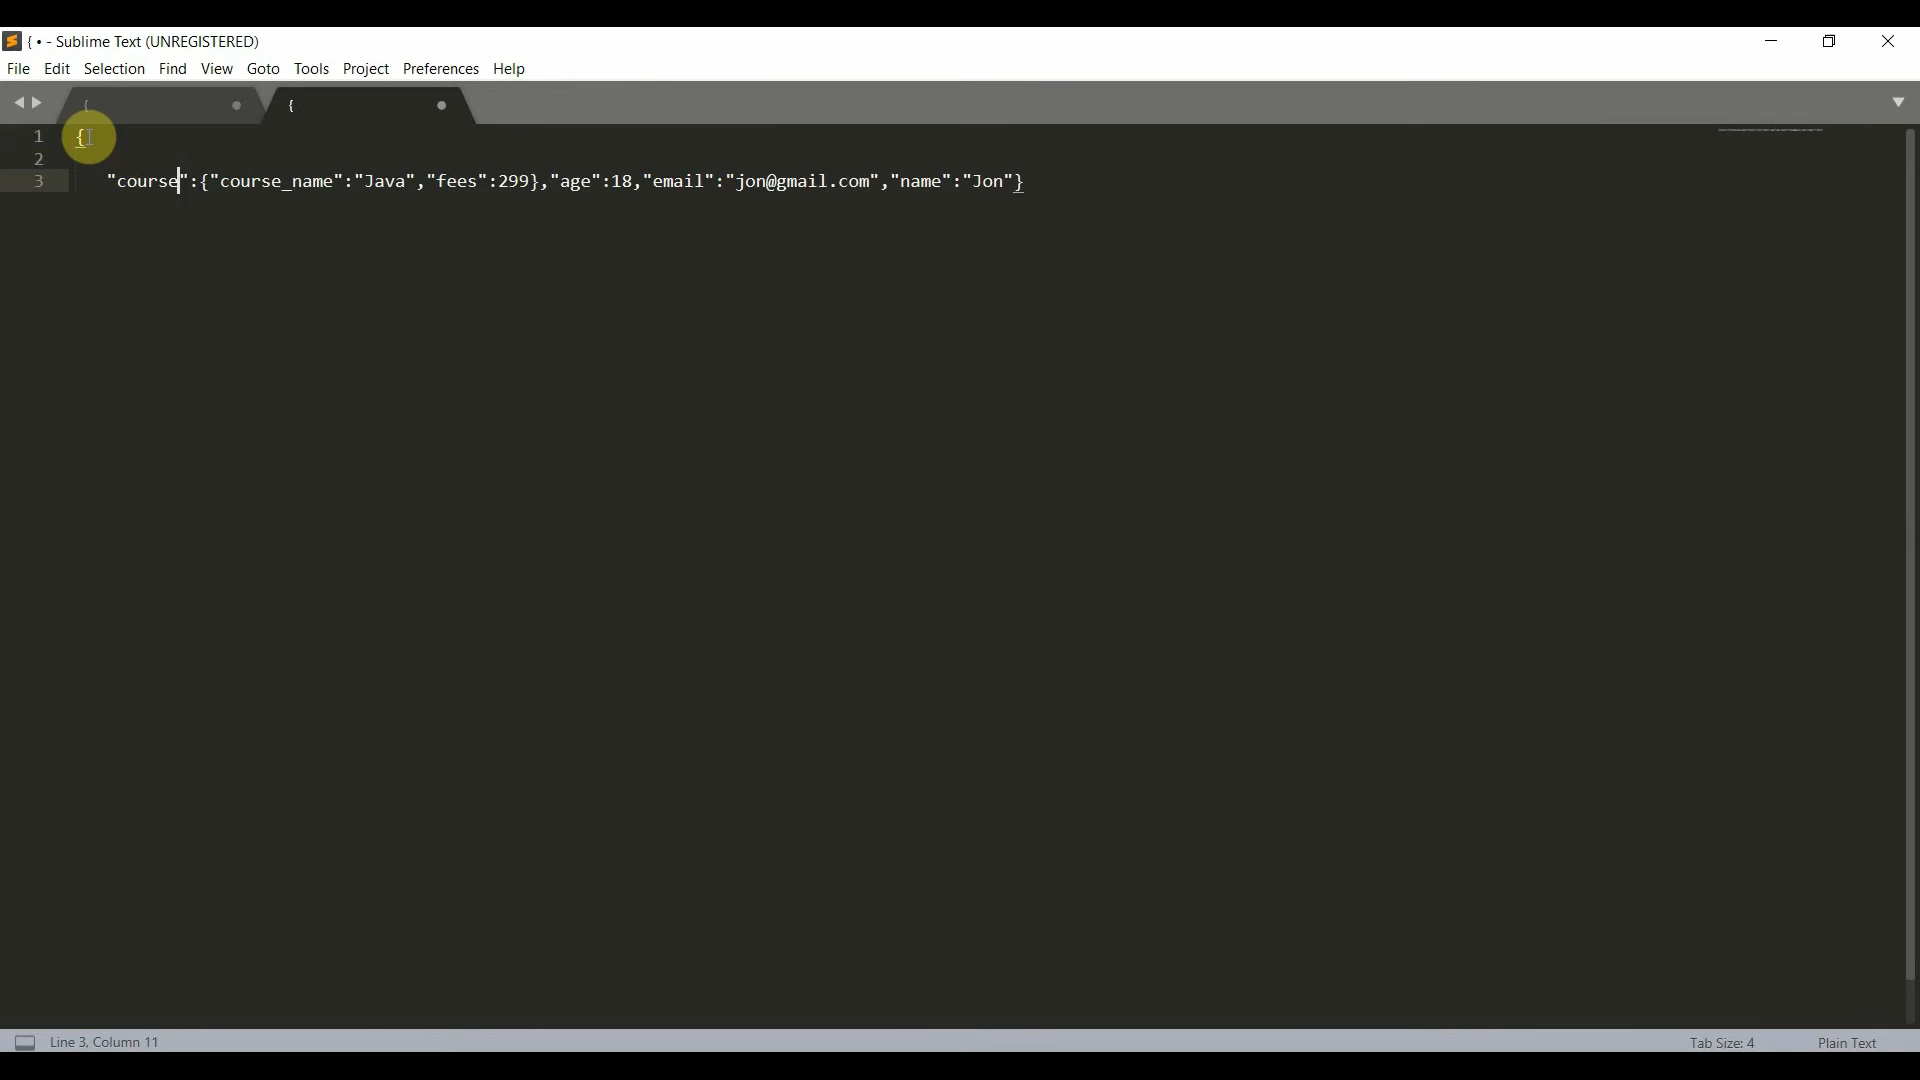 { • - Sublime Text (UNREGISTERED)
File Edit Selection Find View Goto Tools Project Preferences Help
{ {
1 {
2
3 "course":{"course_name":"Java","fees":299},"age":18,"email":"jon@gmail.com","name":"Jon"}
Line 3, Column 11 Tab Size: 4 Plain Text